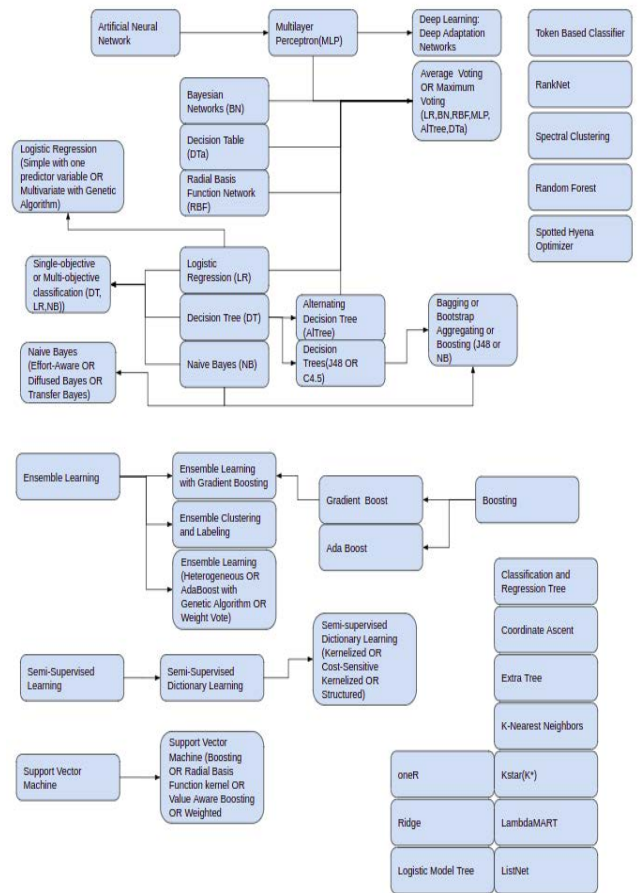 Artificial Neural
Network
Multilayer
Perceptron(MLP)
Deep Learning:
Deep Adaptation
Networks
Token Based Classifier
Bayesian
Networks (BN)
Average Voting
OR Maximum
Voting
(LR,BN,RBF,MLP,
AlTree,DTa)
RankNet
Decision Table
(DTa)
Spectral Clustering
Logistic Regression
(Simple with one
predictor variable OR
Multivariate with Genetic
Algorithm)
Radial Basis
Function Network
(RBF)
Random Forest
Spotted Hyena
Optimizer
Single-objective
or Multi-objective
classification (DT,
LR,NB))
Logistic
Regression (LR)
Decision Tree (DT)
Alternating
Decision Tree
(AlTree)
Bagging or
Bootstrap
Aggregating or
Boosting (J48 or
NB)
Naive Bayes
(Effort-Aware OR
Diffused Bayes OR
Transfer Bayes)
Naive Bayes (NB)
Decision
Trees(J48 OR
C4.5)
Ensemble Learning
Ensemble Learning
with Gradient Boosting
Gradient Boost
Boosting
Ensemble Clustering
and Labeling
Ada Boost
Ensemble Learning
(Heterogeneous OR
AdaBoost with
Genetic Algorithm OR
Weight Vote)
Classification and
Regression Tree
Coordinate Ascent
Semi-Supervised
Learning
Semi-Supervised
Dictionary Learning
Semi-supervised
Dictionary Learning
(Kernelized OR
Cost-Sensitive
Kernelized OR
Structured)
Extra Tree
K-Nearest Neighbors
Support Vector
Machine
Support Vector
Machine (Boosting
OR Radial Basis
Function kernel OR
Value Aware Boosting
OR Weighted
oneR
Kstar(K*)
Ridge
LambdaMART
Logistic Model Tree
ListNet